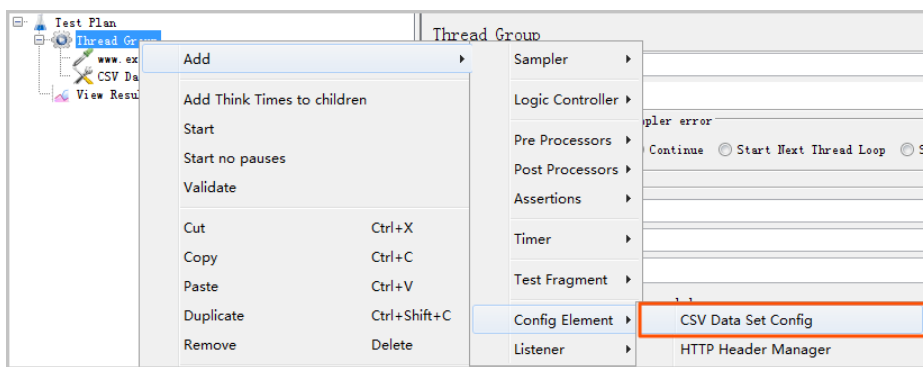 Test Plan
Thread Group
Thread Gr
www.ex
CSV Da
View Resu
Add
Add Think Times to children
Start
Start no pauses
Validate
Cut Ctrl+X
Copy Ctrl+C
Paste Ctrl+V
Duplicate Ctrl+Shift+C
Remove Delete
Sampler
Logic Controller
Pre Processors
Post Processors
Assertions
Timer
Test Fragment
Config Element
Listener
pler error
Continue Start Next Thread Loop S
CSV Data Set Config
HTTP Header Manager